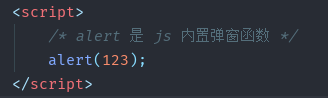 <script>
/* alert 是 js 内置弹窗函数 */
alert(123);
</script>